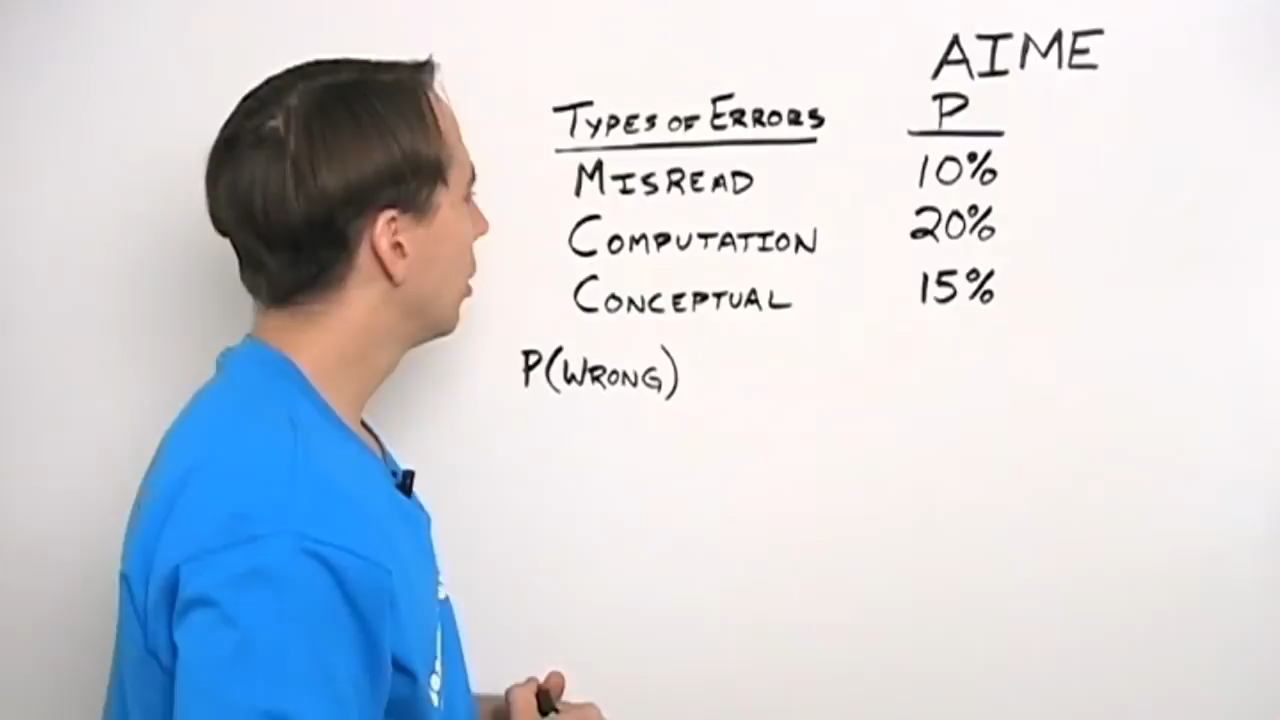 AIME
TYPES OF ERRORS P
MISREAD 10%
COMPUTATION 20%
CONCEPTUAL 15%
P(WRONG)